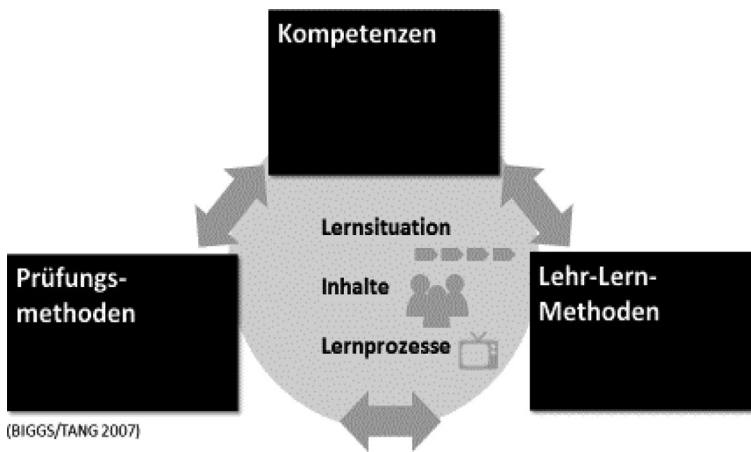 Kompetenzen
Lernsituation
Prüfungs-
methoden
Inhalte
Lehr-Lern-
Methoden
Lernprozesse
(BIGGS/TANG 2007)